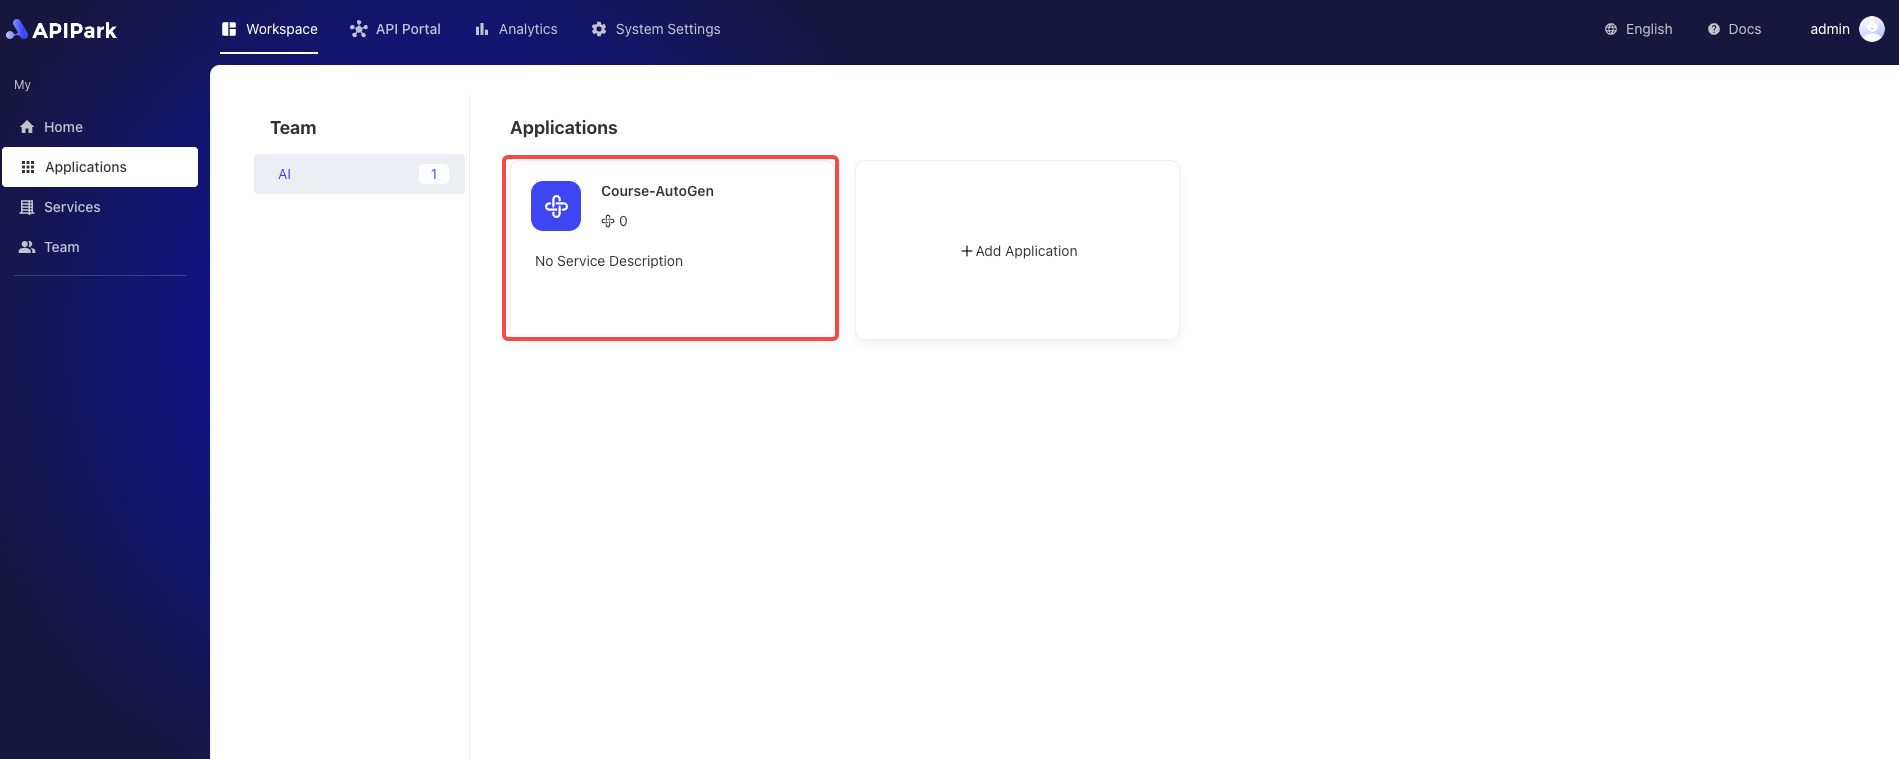 APIPark
Workspace
API Portal
Analytics
System Settings
English
Docs
admin
My
Home
Applications
Services
Team
Team
AI 1
Applications
Course-AutoGen
0
No Service Description
+ Add Application